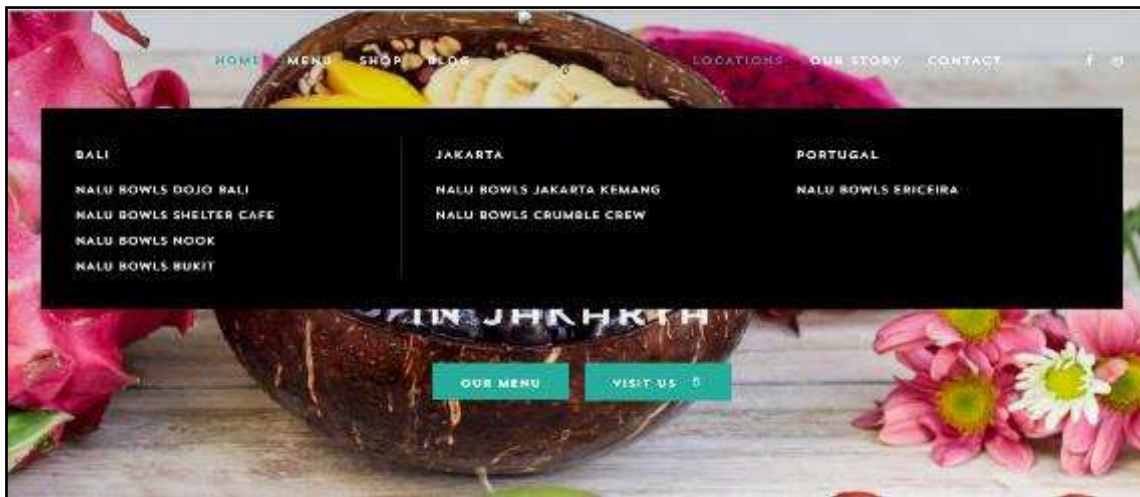 HOME MENU SHOP BLOG LOCATIONS OUR STORY CONTACT
BALI
NALU BOWLS DOJO BALI
NALU BOWLS SHELTER CAFE
NALU BOWLS NOOK
NALU BOWLS BUKIT
JAKARTA
NALU BOWLS JAKARTA KEMANG
NALU BOWLS CRUMBLE CREW
PORTUGAL
NALU BOWLS ERICEIRA
IN JAKARTA
OUR MENU VISIT US